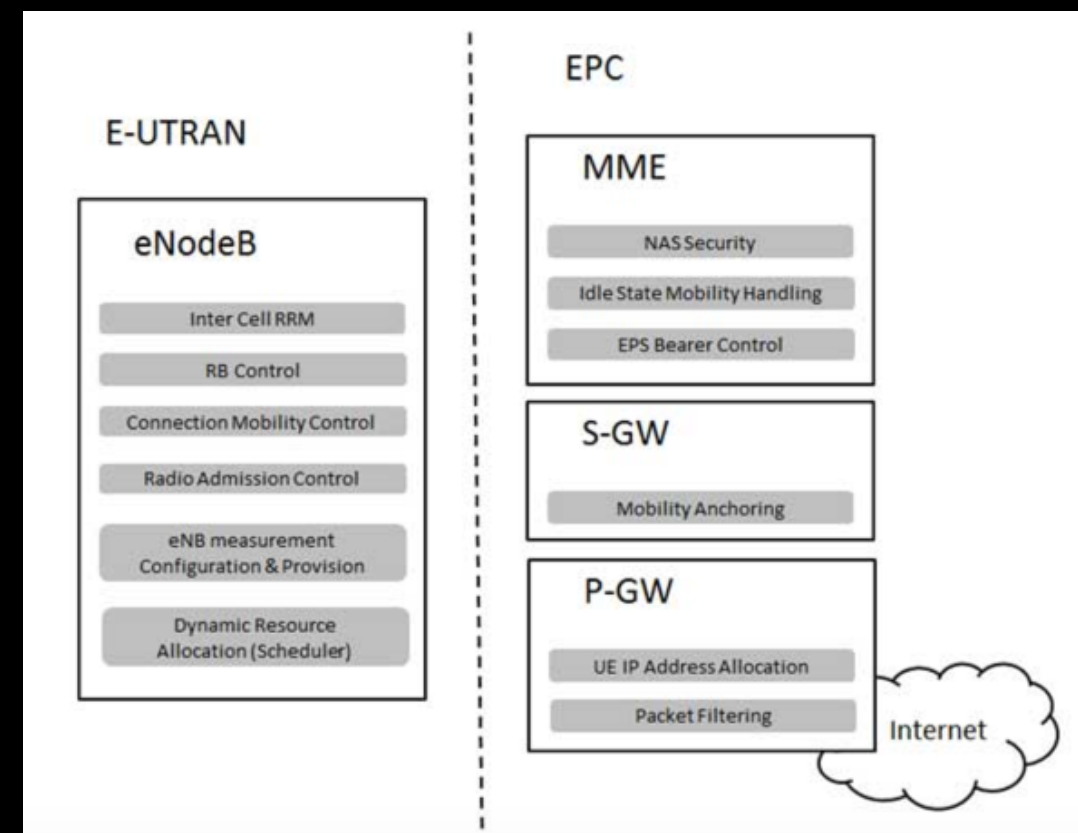 E-UTRAN
eNodeB
Inter Cell RRM
RB Control
Connection Mobility Control
Radio Admission Control
eNB measurement
Configuration & Provision
Dynamic Resource
Allocation (Scheduler)
EPC
MME
NAS Security
Idle State Mobility Handling
EPS Bearer Control
S-GW
Mobility Anchoring
P-GW
UE IP Address Allocation
Packet Filtering
Internet